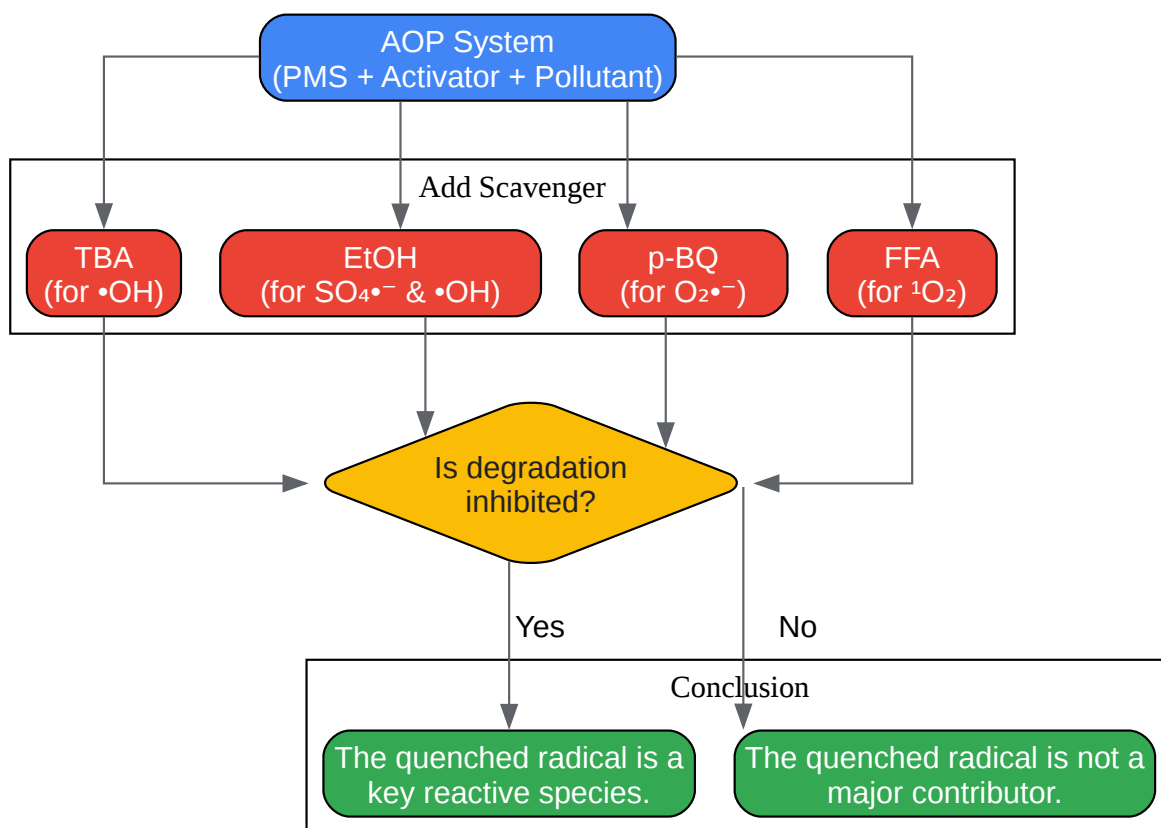 AOP System
(PMS + Activator + Pollutant)
Add Scavenger
TBA
(for •OH)
EtOH
(for SO₄•⁻ & •OH)
p-BQ
(for O₂•⁻)
FFA
(for ¹O₂)
Is degradation
inhibited?
Yes
No
Conclusion
The quenched radical is a
key reactive species.
The quenched radical is not a
major contributor.